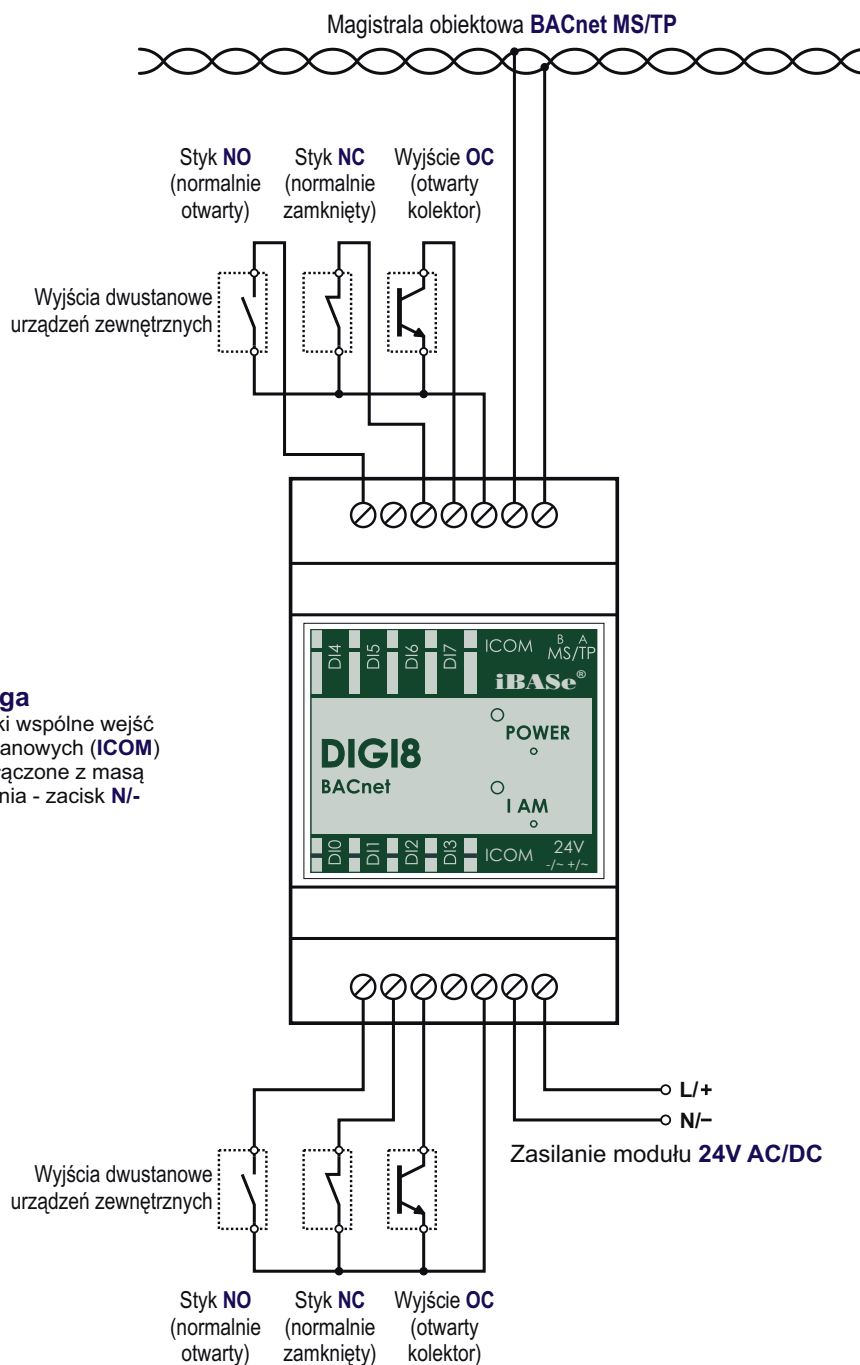 Magistrala obiektowa BACnet MS/TP
Styk NO
(normalnie
otwarty)
Styk NC
(normalnie
zamknięty)
Wyjście OC
(otwarty
kolektor)
Wyjścia dwustanowe
urządzeń zewnętrznych
DI4
DI5
DI6
DI7
ICOM
B A
MS/TP
iBASe®
ga
ki wspólne wejść
tanowych (ICOM)
łączone z masą
nia - zacisk N/-
DIGI8
BACnet
POWER
I AM
DI0
DI1
DI2
DI3
ICOM
24V
-/~ +/~
L/+
N/–
Zasilanie modułu 24V AC/DC
Wyjścia dwustanowe
urządzeń zewnętrznych
Styk NO
(normalnie
otwarty)
Styk NC
(normalnie
zamknięty)
Wyjście OC
(otwarty
kolektor)